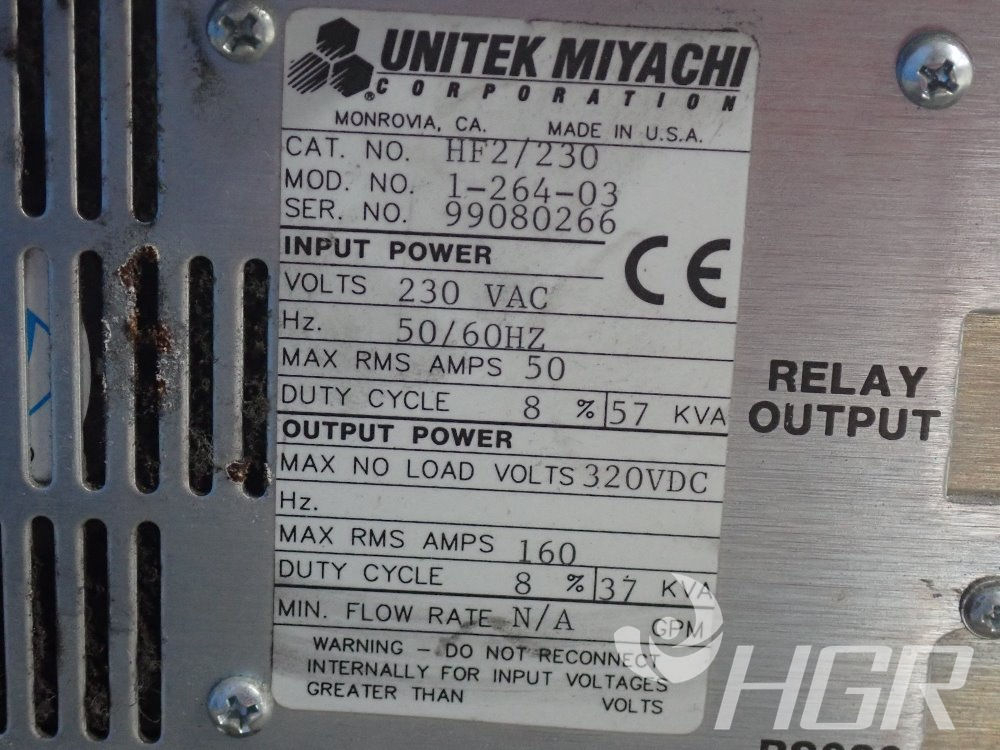 UNITEK MIYACHI
CORPORATION
MONROVIA, CA. MADE IN U.S.A.
CAT. NO. HF2/230
MOD. NO. 1-264-03
SER. NO. 99080266
INPUT POWER
CE
VOLTS 230 VAC
Hz. 50/60HZ
MAX RMS AMPS 50
DUTY CYCLE 8 % 57 KVA
OUTPUT POWER
MAX NO LOAD VOLTS 320VDC
Hz.
MAX RMS AMPS 160
DUTY CYCLE 8 % 37 KVA
MIN. FLOW RATE N/A GPM
WARNING - DO NOT RECONNECT
INTERNALLY FOR INPUT VOLTAGES
GREATER THAN VOLTS
RELAY
OUTPUT
HGR